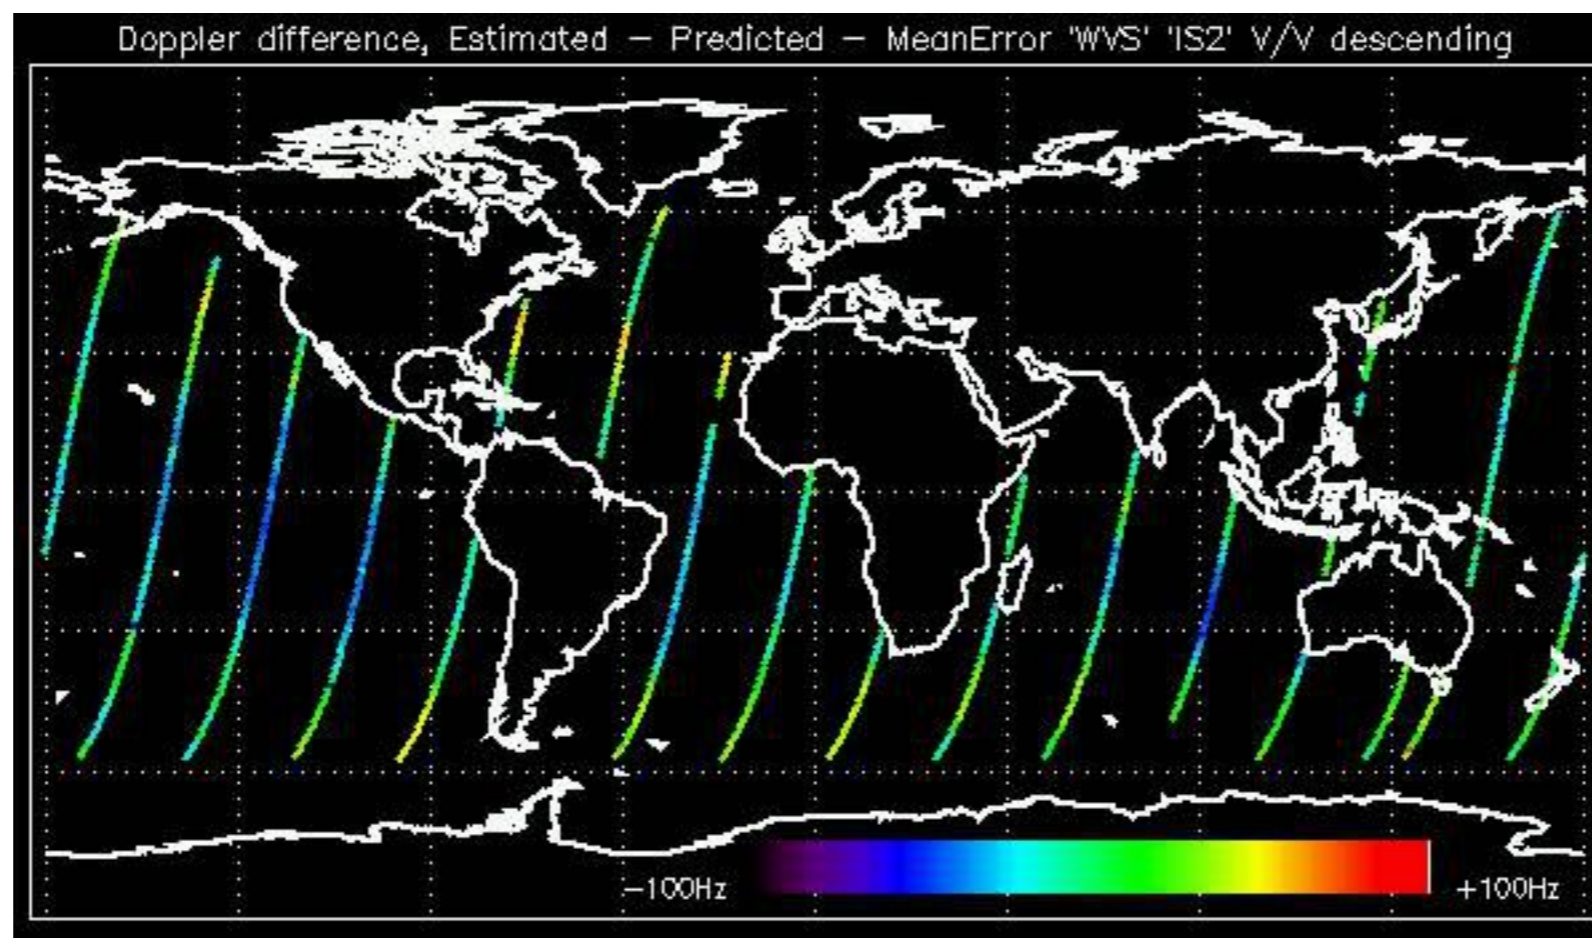 Doppler difference, Estimated — Predicted — MeanError 'WVS' 'IS2' V/V descending
−100Hz
+100Hz